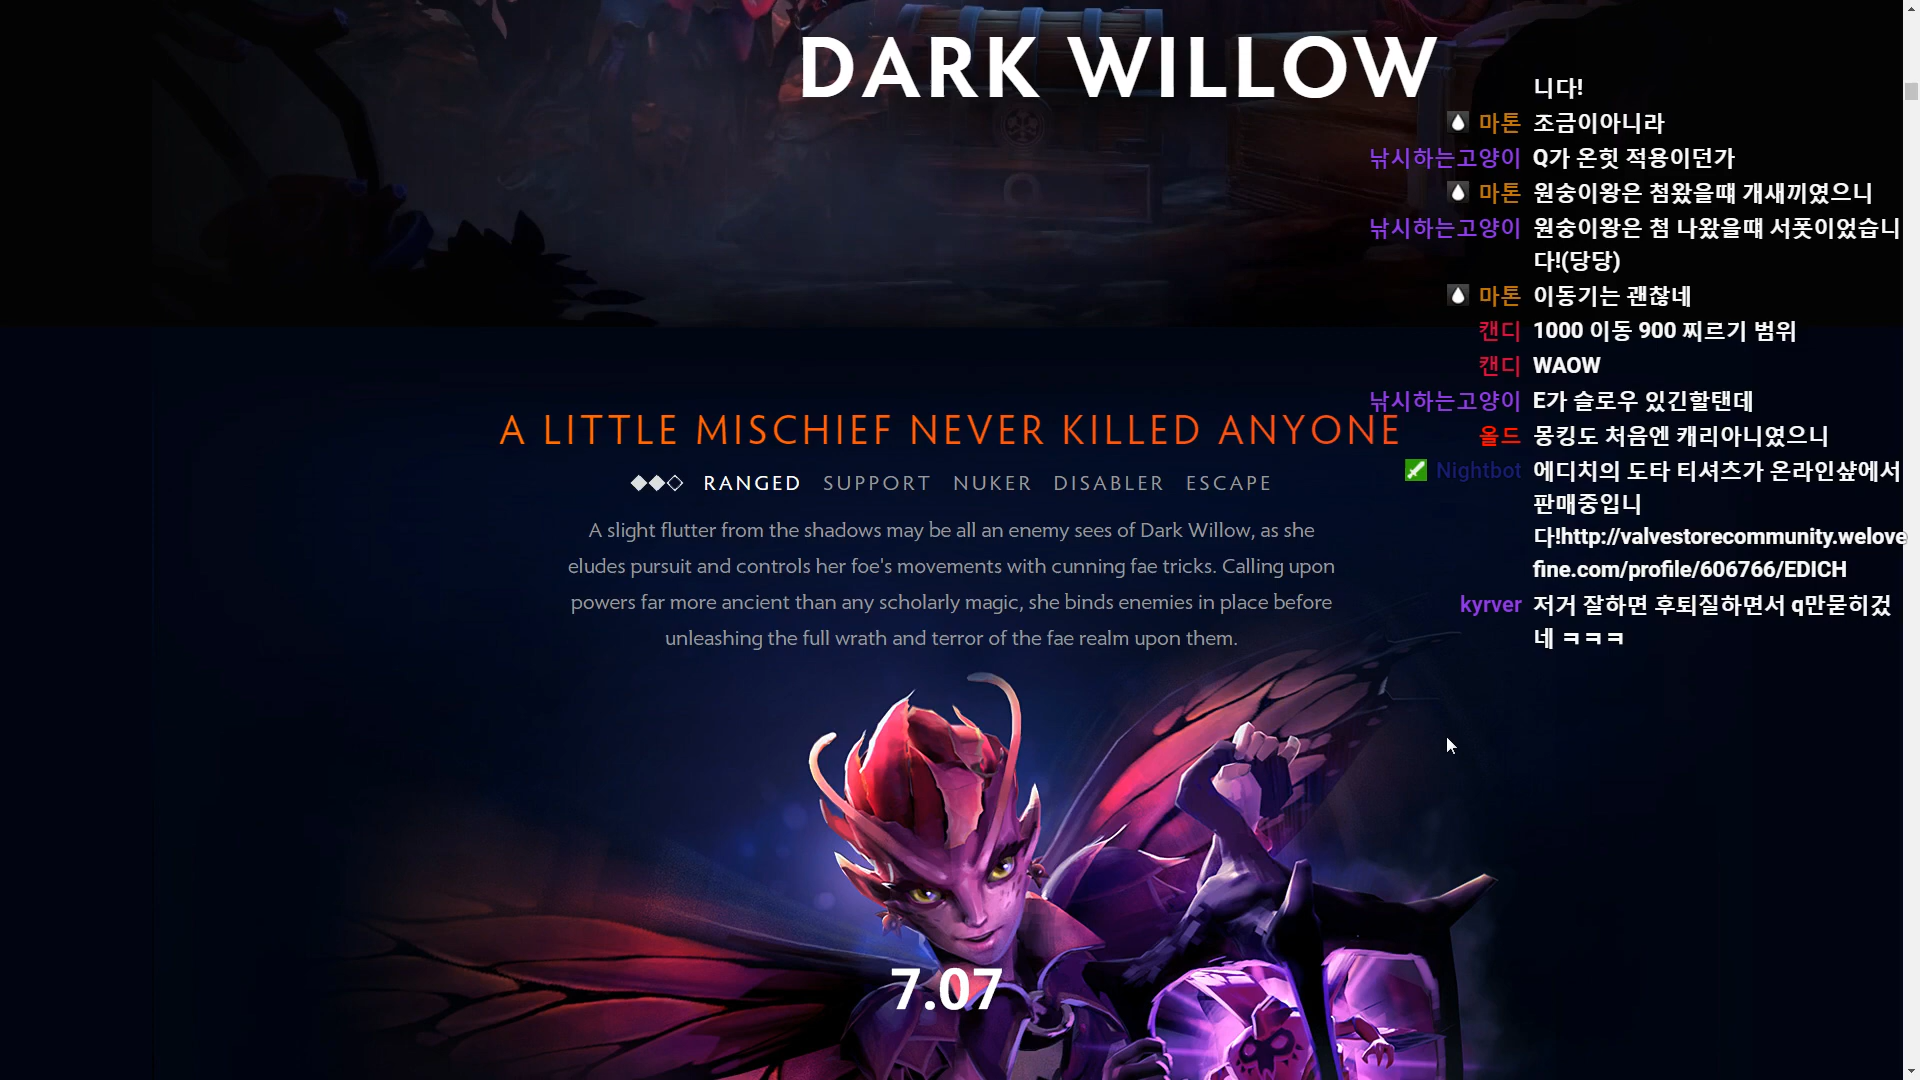 DARK WILLOW
니다!
마톤 조금이아니라
낚시하는고양이 Q가 온힛 적용이던가
마톤 원숭이왕은 첨왔을떄 개새끼였으니
낚시하는고양이 원숭이왕은 첨 나왔을떄 서폿이었습니
다!(당당)
마톤 이동기는 괜찮네
캔디 1000 이동 900 찌르기 범위
캔디 WAOW
낚시하는고양이 E가 슬로우 있긴할탠데
올드 몽킹도 처음엔 캐리아니였으니
Nightbot 에디치의 도타 티셔츠가 온라인샾에서
판매중입니
다!http://valvestorecommunity.welove
fine.com/profile/606766/EDICH
kyrver 저거 잘하면 후퇴질하면서 q만묻히겄
네 ㅋㅋㅋ
A LITTLE MISCHIEF NEVER KILLED ANYONE
RANGED SUPPORT NUKER DISABLER ESCAPE
A slight flutter from the shadows may be all an enemy sees of Dark Willow, as she
eludes pursuit and controls her foe's movements with cunning fae tricks. Calling upon
powers far more ancient than any scholarly magic, she binds enemies in place before
unleashing the full wrath and terror of the fae realm upon them.
7.07